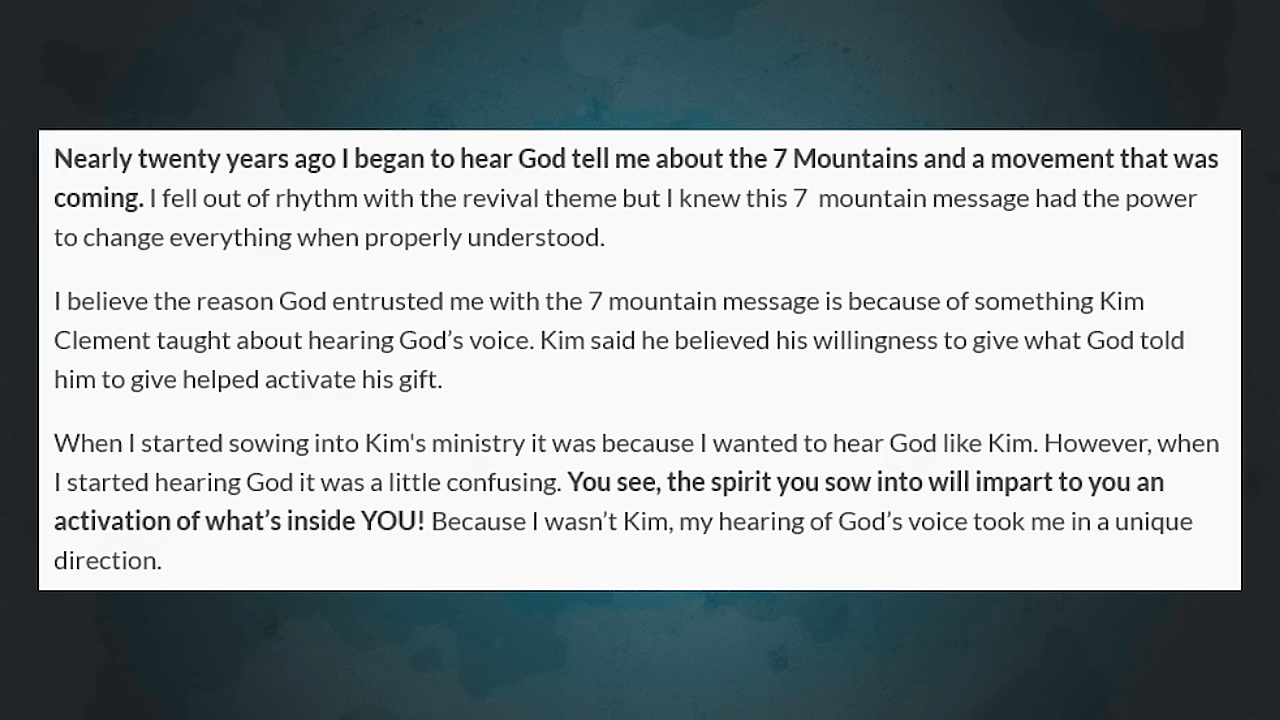 Nearly twenty years ago I began to hear God tell me about the 7 Mountains and a movement that was
coming. I fell out of rhythm with the revival theme but I knew this 7  mountain message had the power
to change everything when properly understood.
I believe the reason God entrusted me with the 7 mountain message is because of something Kim
Clement taught about hearing God’s voice. Kim said he believed his willingness to give what God told
him to give helped activate his gift.
When I started sowing into Kim's ministry it was because I wanted to hear God like Kim. However, when
I started hearing God it was a little confusing. You see, the spirit you sow into will impart to you an
activation of what’s inside YOU! Because I wasn’t Kim, my hearing of God’s voice took me in a unique
direction.